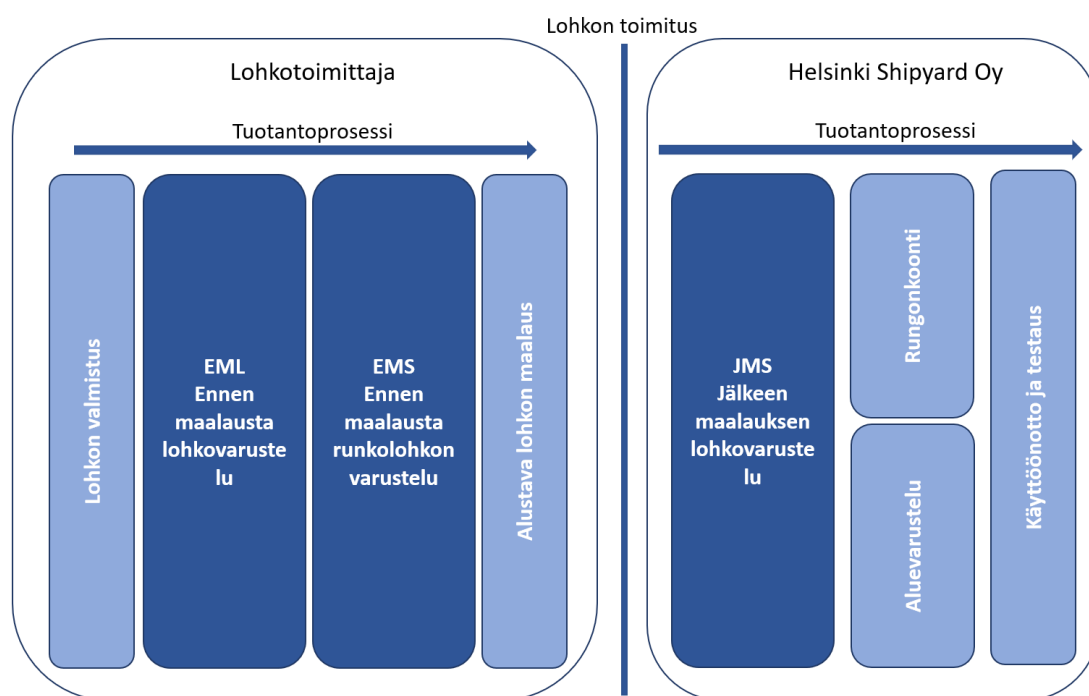 Lohkon toimitus
Lohkotoimittaja
Tuotantoprosessi
Lohkon valmistus
EML
Ennen
maalausta
lohkovaruste
lu
EMS
Ennen
maalausta
runkolohkon
varustelu
Alustava lohkon maalaus
Helsinki Shipyard Oy
Tuotantoprosessi
JMS
Jälkeen
maalauksen
lohkovaruste
lu
Rungonkoonti
Aluevarustelu
Käyttöönotto ja testaus